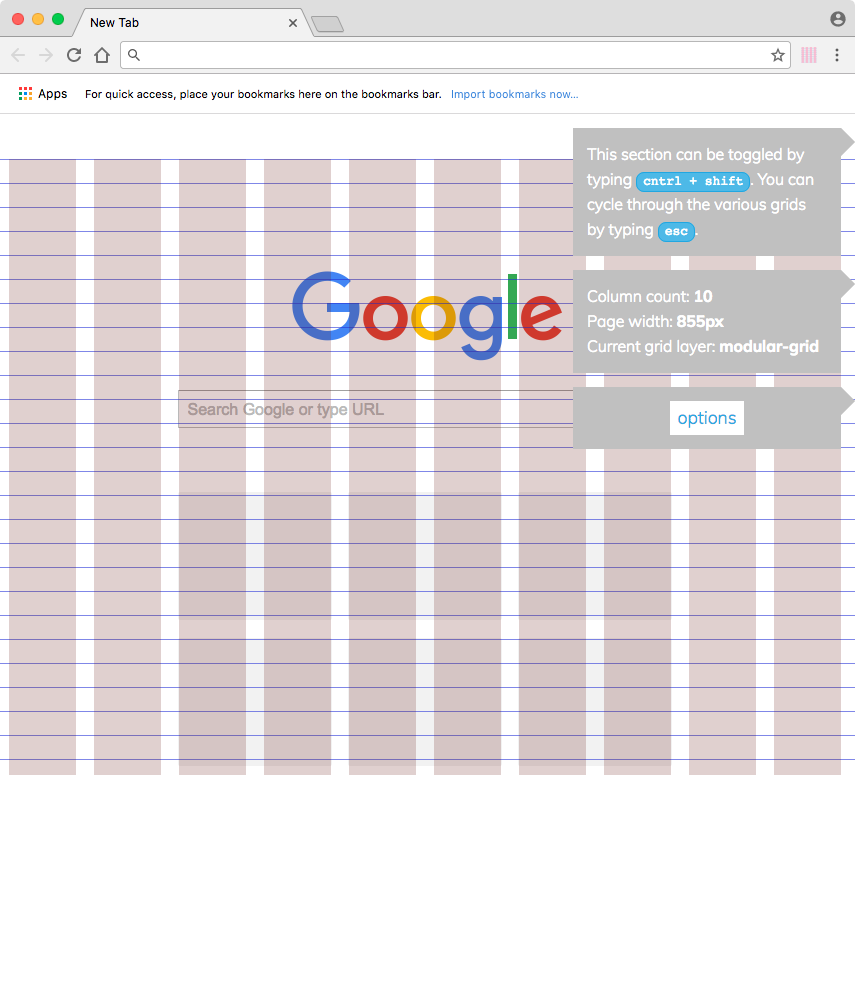 New Tab
Apps For quick access, place your bookmarks here on the bookmarks bar. Import bookmarks now...
This section can be toggled by
typing cntrl + shift. You can
cycle through the various grids
by typing esc.
Google
Column count: 10
Page width: 855px
Current grid layer: modular-grid
Search Google or type URL
options